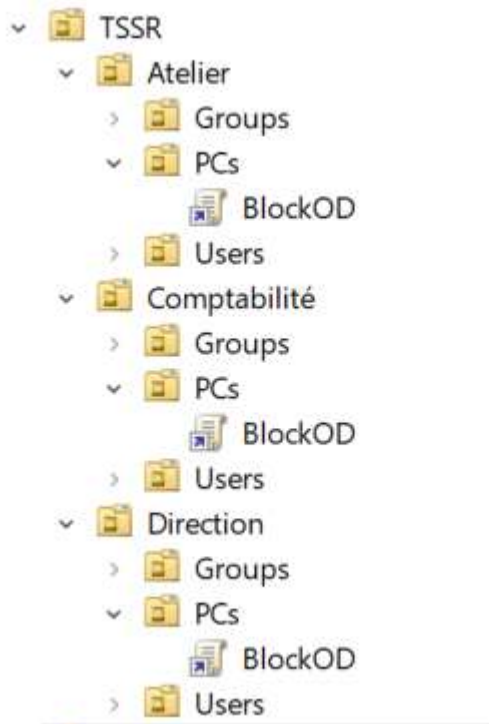 TSSR
Atelier
Groups
PCs
BlockOD
Users
Comptabilité
Groups
PCs
BlockOD
Users
Direction
Groups
PCs
BlockOD
Users